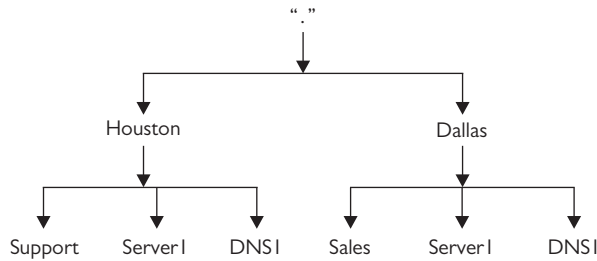 “.”
Houston Dallas
Support Server1 DNS1 Sales Server1 DNS1